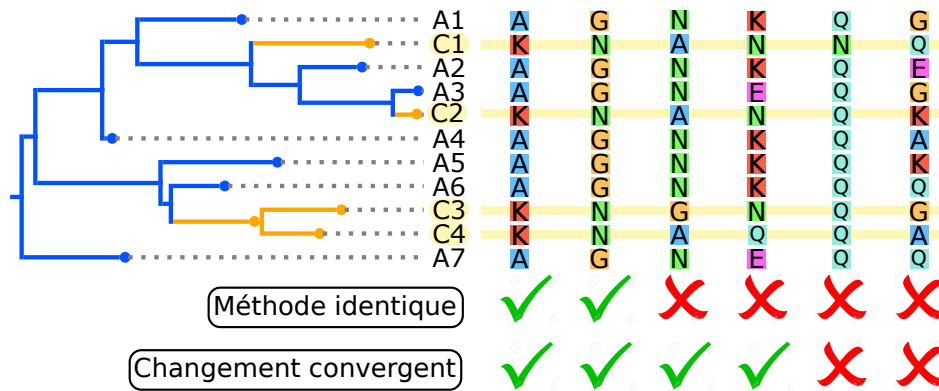 A1 A G N K Q G
C1 K N A N N Q
A2 A G N K Q E
A3 A G N E Q G
C2 K N A N Q K
A4 A G N K Q A
A5 A G N K Q K
A6 A G N K Q Q
C3 K N G N Q G
C4 K N A Q Q A
A7 A G N E Q Q
Méthode identique
Changement convergent